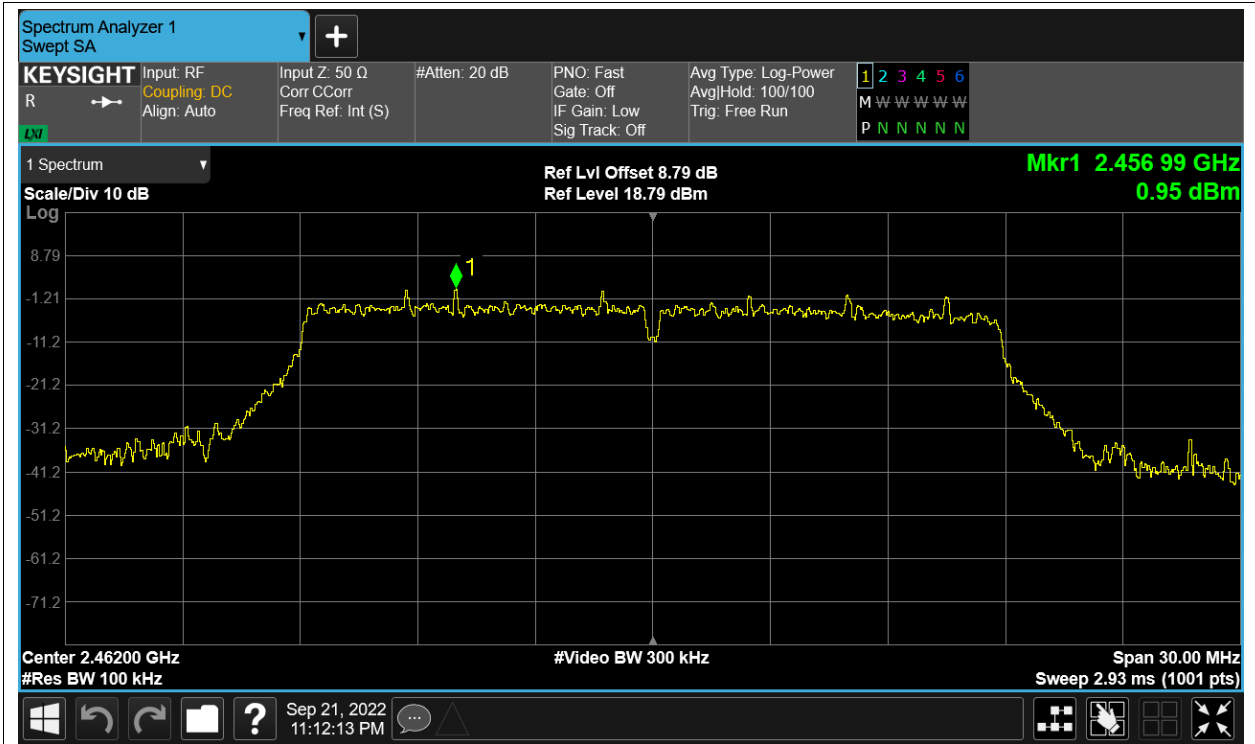 Spectrum Analyzer 1
Swept SA
+
KEYSIGHT
R
LXI
Input: RF
Coupling: DC
Align: Auto
Input Z: 50 Ω
Corr CCorr
Freq Ref: Int (S)
#Atten: 20 dB
PNO: Fast
Gate: Off
IF Gain: Low
Sig Track: Off
Avg Type: Log-Power
Avg|Hold: 100/100
Trig: Free Run
1 2 3 4 5 6
M W W W W W W
P N N N N N N
1 Spectrum
Scale/Div 10 dB
Log
Ref Lvl Offset 8.79 dB
Ref Level 18.79 dBm
Mkr1 2.456 99 GHz
0.95 dBm
1
8.79
-1.21
-11.2
-21.2
-31.2
-41.2
-51.2
-61.2
-71.2
Center 2.46200 GHz
#Res BW 100 kHz
#Video BW 300 kHz
Span 30.00 MHz
Sweep 2.93 ms (1001 pts)
?
Sep 21, 2022
11:12:13 PM